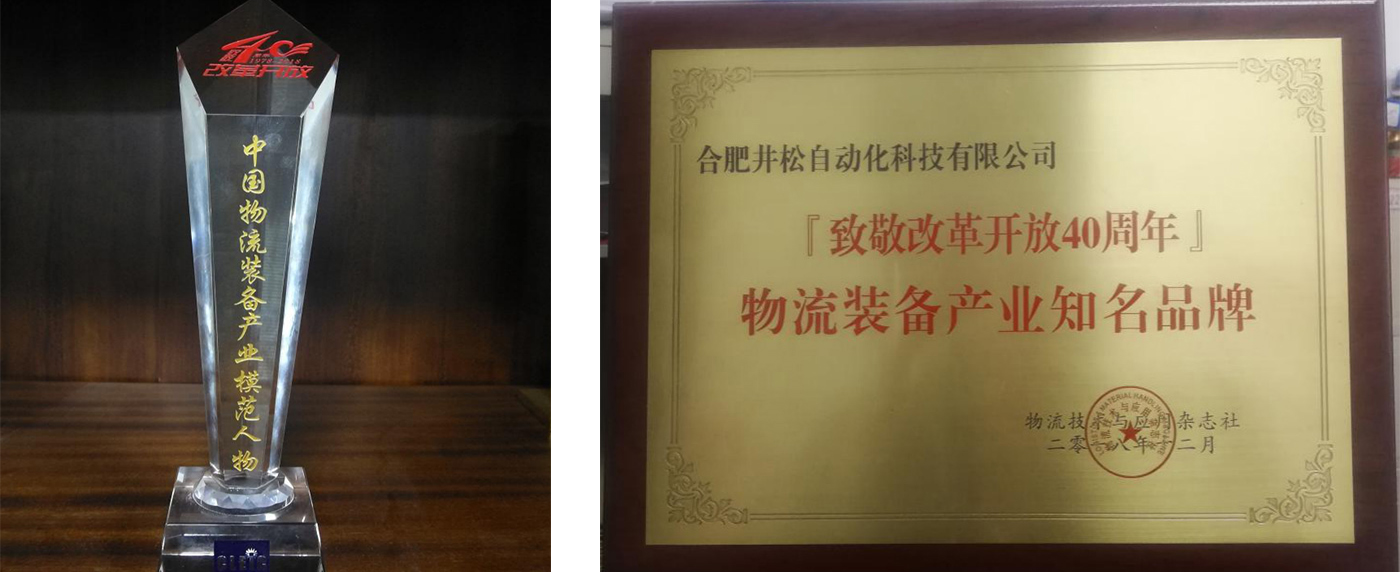 1978-2018
改革开放
中国物流装备产业模范人物
合肥井松自动化科技有限公司
『致敬改革开放40周年』
物流装备产业知名品牌
物流技术与应用杂志社
二零一八年十二月